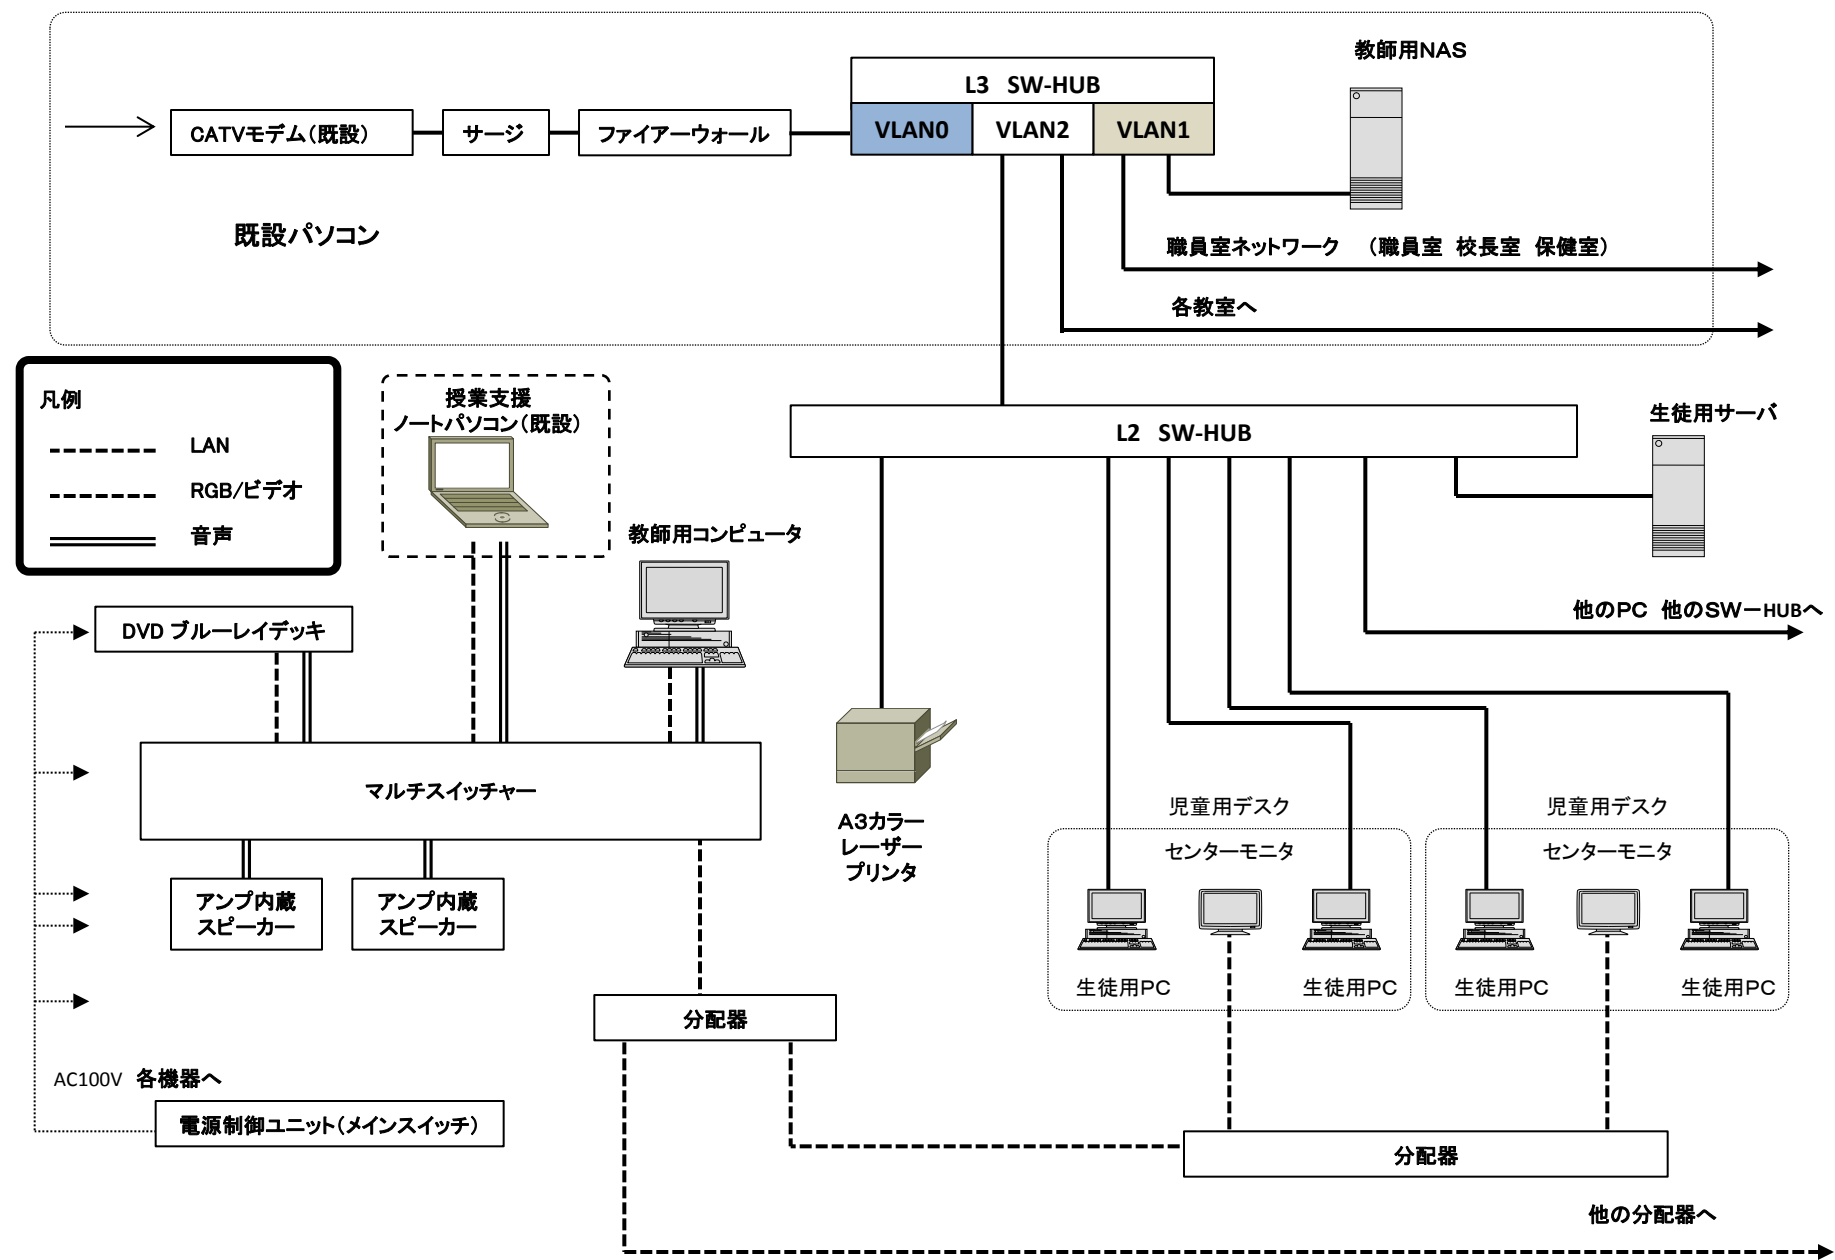 教師用NAS
L3 SW-HUB
CATVモデム(既設)
サージ
ファイアーウォール
VLAN0
VLAN2
VLAN1
既設パソコン
職員室ネットワーク (職員室 校長室 保健室)
各教室へ
凡例
LAN
RGB/ビデオ
音声
授業支援
ノートパソコン(既設)
L2 SW-HUB
生徒用サーバ
教師用コンピュータ
他のPC 他のSW－HUBへ
DVD ブルーレイデッキ
マルチスイッチャー
A3カラー
レーザー
プリンタ
児童用デスク
児童用デスク
センターモニタ
センターモニタ
アンプ内蔵
スピーカー
アンプ内蔵
スピーカー
生徒用PC
生徒用PC
生徒用PC
生徒用PC
分配器
AC100V 各機器へ
電源制御ユニット(メインスイッチ)
分配器
他の分配器へ